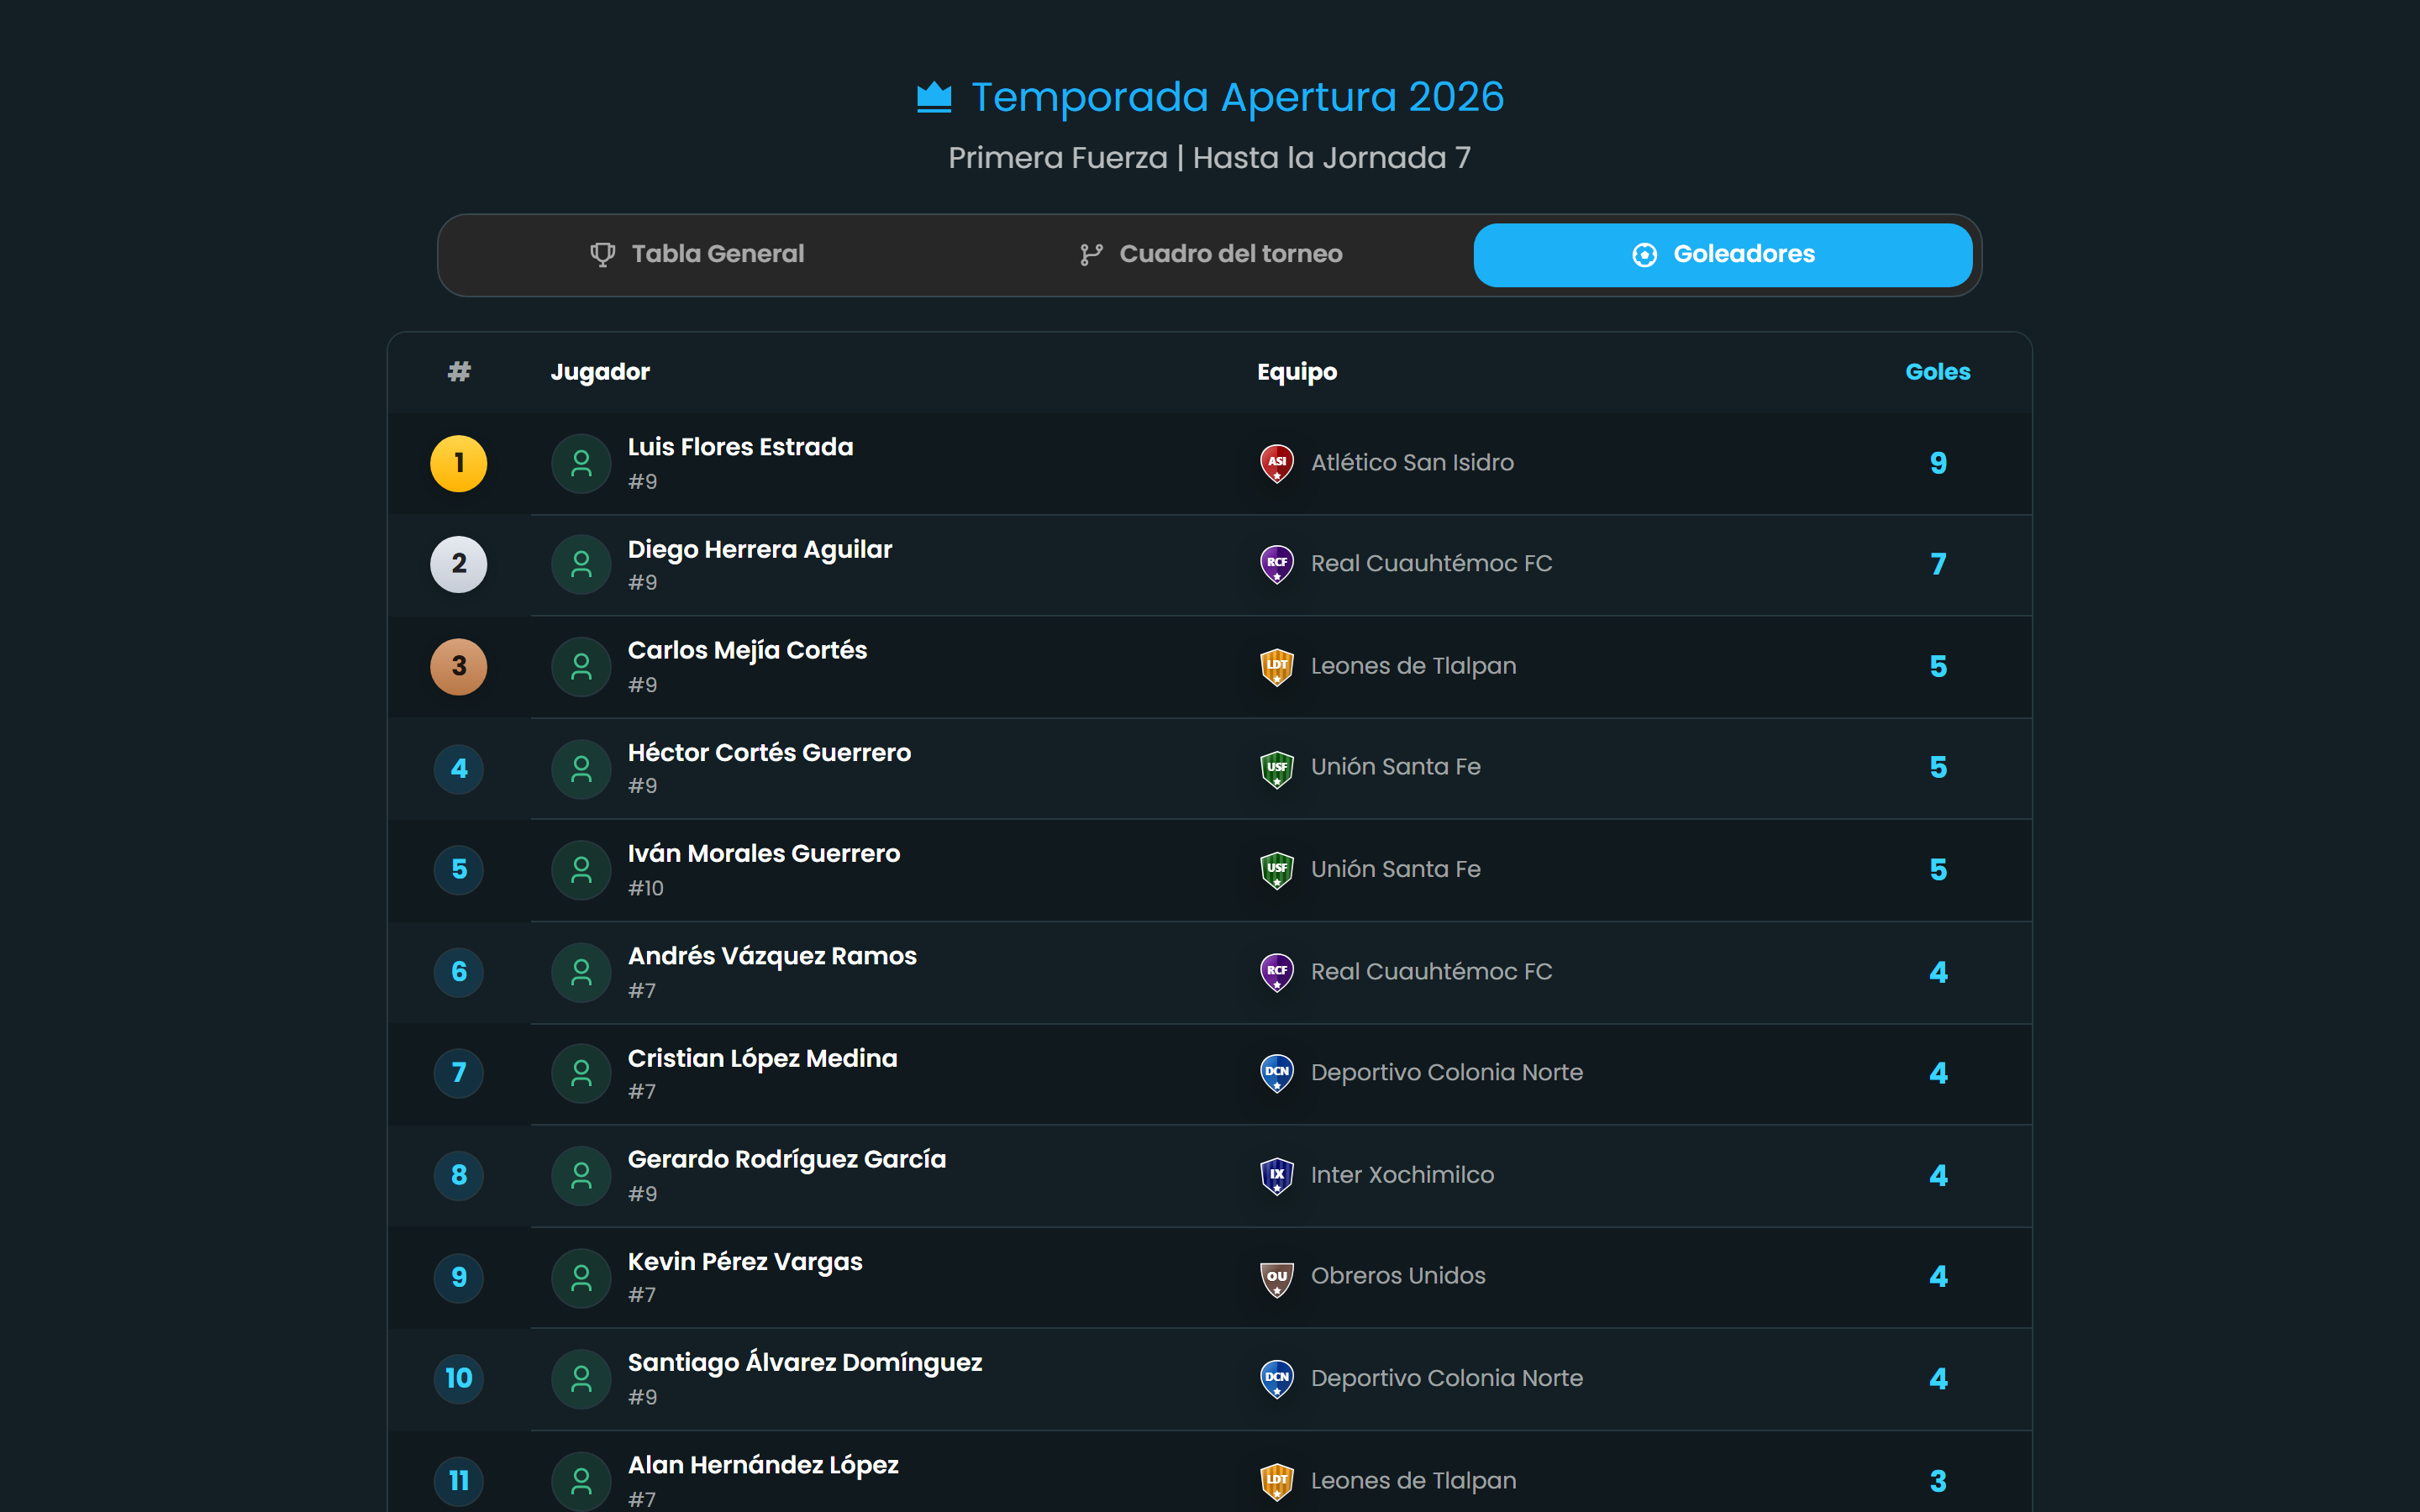 Temporada Apertura 2026
Primera Fuerza | Hasta la Jornada 7
Tabla General Cuadro del torneo Goleadores
# Jugador Equipo Goles
1 Luis Flores Estrada ASI Atlético San Isidro 9
#9
2 Diego Herrera Aguilar RCF Real Cuauhtémoc FC 7
#9
3 Carlos Mejía Cortés LDT Leones de Tlalpan 5
#9
4 Héctor Cortés Guerrero USF Unión Santa Fe 5
#9
5 Iván Morales Guerrero USF Unión Santa Fe 5
#10
6 Andrés Vázquez Ramos RCF Real Cuauhtémoc FC 4
#7
7 Cristian López Medina DCN Deportivo Colonia Norte 4
#7
8 Gerardo Rodríguez García IX Inter Xochimilco 4
#9
9 Kevin Pérez Vargas OU Obreros Unidos 4
#7
10 Santiago Álvarez Domínguez DCN Deportivo Colonia Norte 4
#9
11 Alan Hernández López LDT Leones de Tlalpan 3
#7